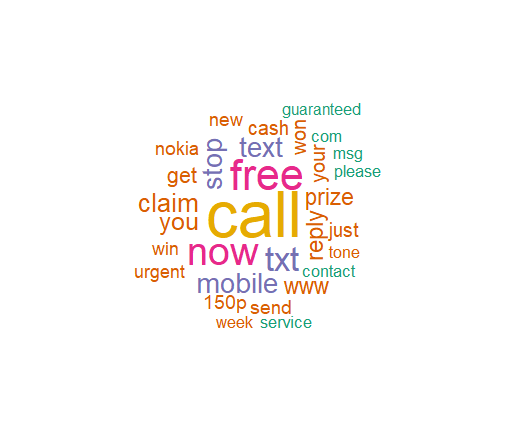 guaranteed
new
cash
won
com
nokia
stop
text
your
msg
get
free
please
claim
call
prize
you
reply
just
win
now
txt
tone
urgent
mobile
www
contact
150p
send
week
service